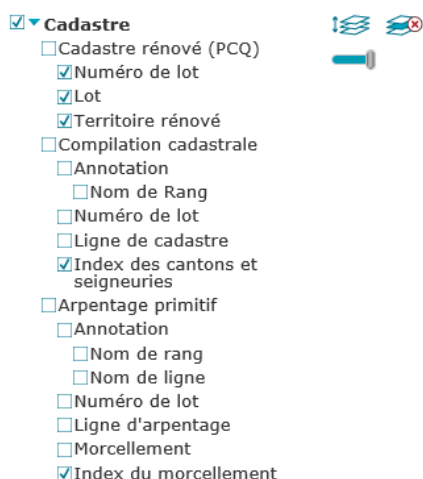 Cadastre
Cadastre rénové (PCQ)
Numéro de lot
Lot
Territoire rénové
Compilation cadastrale
Annotation
Nom de Rang
Numéro de lot
Ligne de cadastre
Index des cantons et
seigneuries
Arpentage primitif
Annotation
Nom de rang
Nom de ligne
Numéro de lot
Ligne d'arpentage
Morcellement
Index du morcellement